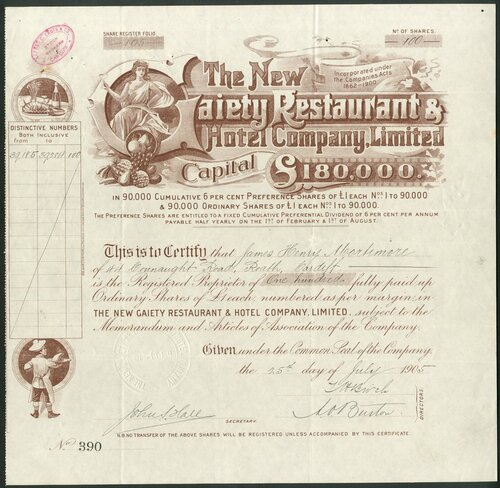 SHARE REGISTER FOLIO.
No OF SHARES.
100
The New
Incorporated under
the Companies Acts
1862-1900
Gaiety Restaurant &
Hotel Company. Limited
Capital £180,000.
IN 90,000 CUMULATIVE 6 PER CENT PREFERENCE SHARES OF £1 EACH Nos 1 TO 90,000
& 90,000 ORDINARY SHARES OF £1 EACH Nos 1 TO 90,000.
THE PREFERENCE SHARES ARE ENTITLED TO A FIXED CUMULATIVE PREFERENTIAL DIVIDEND OF 6 PER CENT PER ANNUM
PAYABLE HALF YEARLY ON THE 1ST OF FEBRUARY & 1ST OF AUGUST.
DISTINCTIVE NUMBERS
Both Inclusive
from to
100
This is to Certify that James Henry Mortimore
of Connaught Road, Roath, Cardiff
is the Registered Proprietor of One hundred fully paid up
Ordinary Shares of £1 each, numbered as per margin in
THE NEW GAIETY RESTAURANT & HOTEL COMPANY, LIMITED, subject to the
Memorandum and Articles of Association of the Company.
Given under the Common Seal of the Company,
the 25th day of July 1905
DIRECTORS.
SECRETARY.
N.B. NO TRANSFER OF THE ABOVE SHARES WILL BE REGISTERED UNLESS ACCOMPANIED BY THIS CERTIFICATE.
No 390